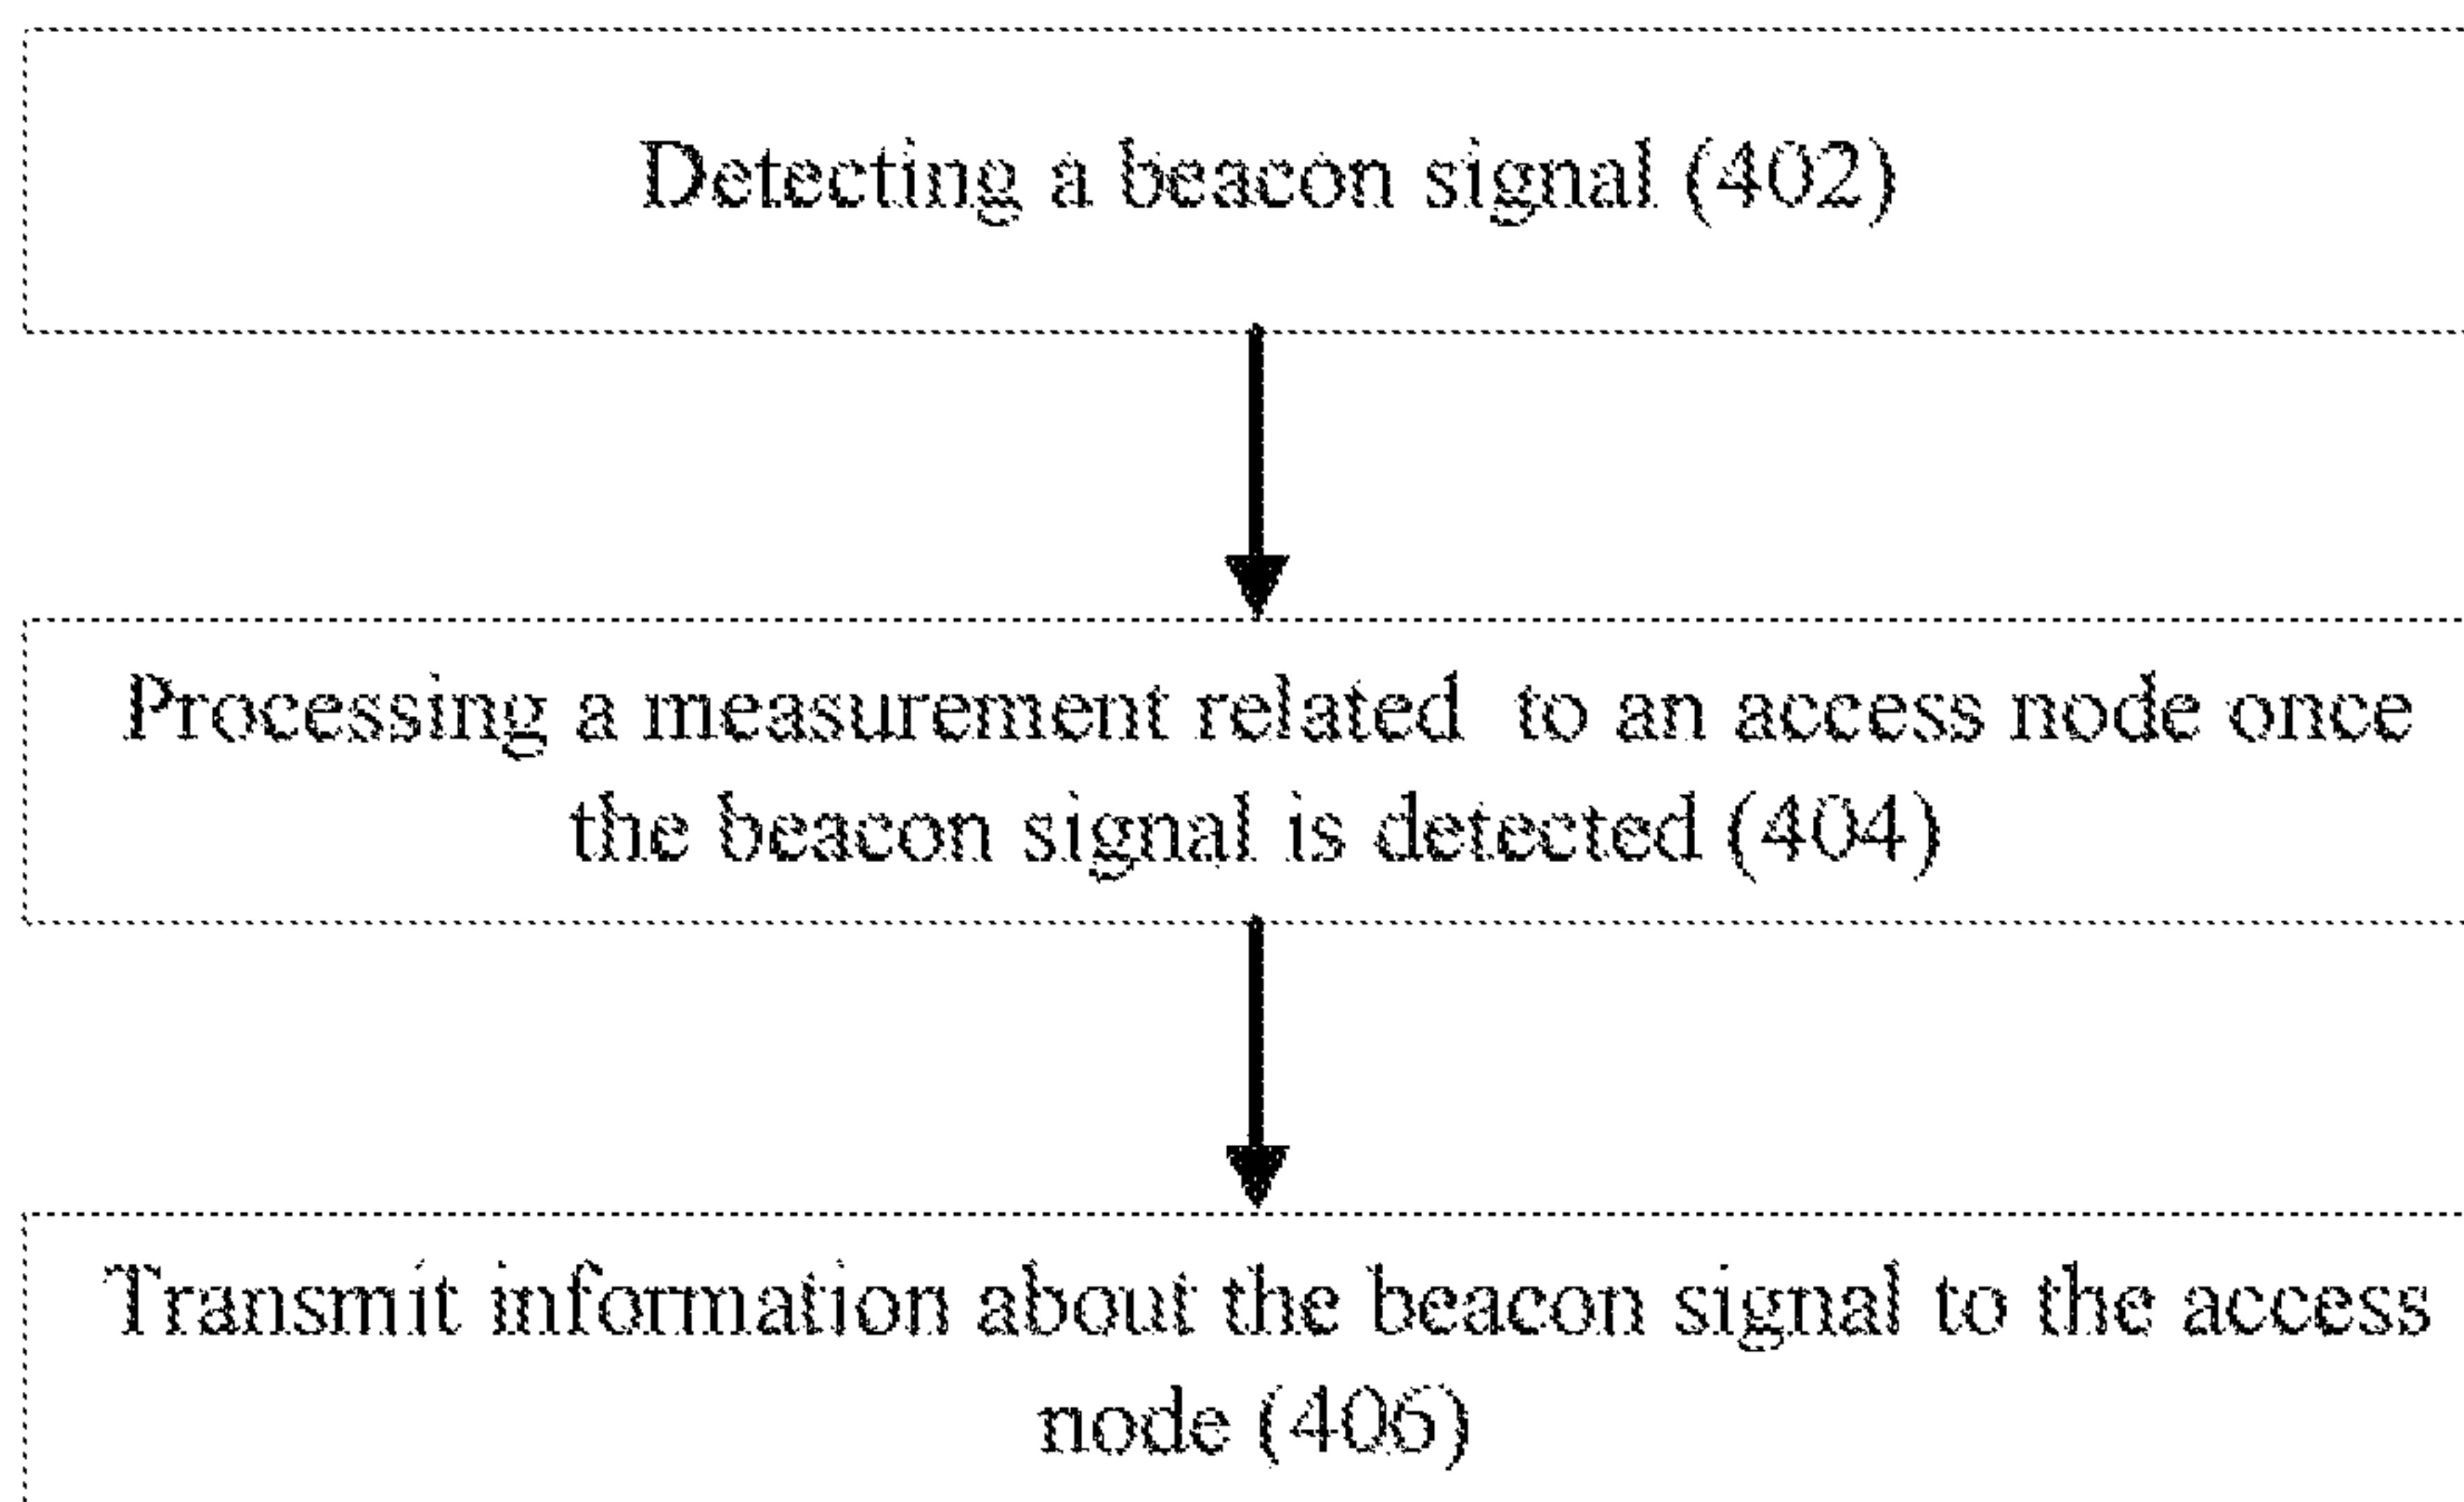 Detecting a beacon signal (402)
Processing a measurement related to an access node once
the beacon signal is detected (404)
Transmit information about the beacon signal to the access
node (406)